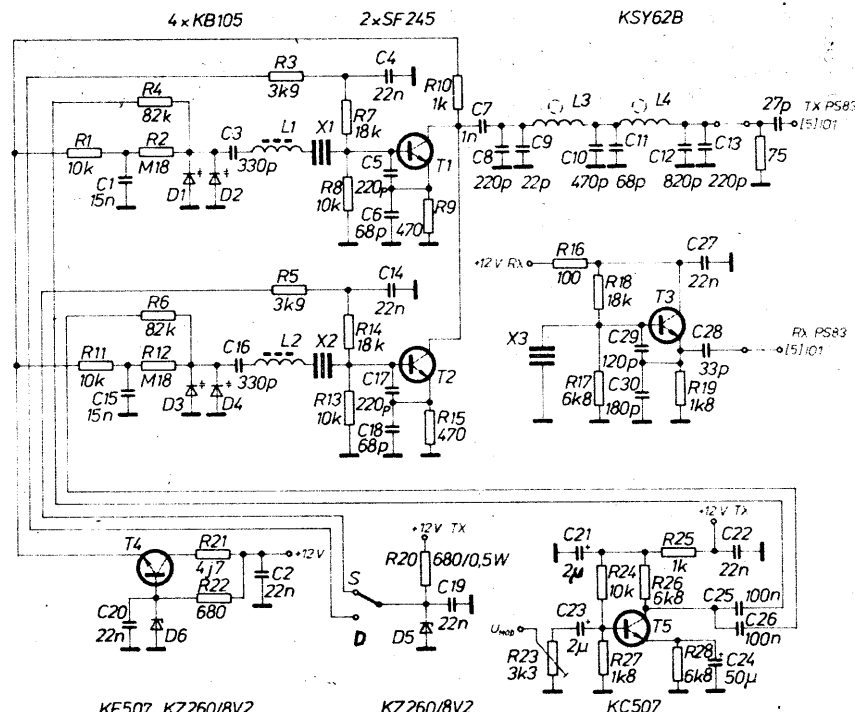 4xKB105 2xSF245 KSY62B
R3 3k9
C4 22n
R4 82k
R10 1k
R7 18k
C7 1n
L3
L4
27p TX PS83
[5]I01
R1 10k
R2 M18
C3 330p
L1
X1
C5 220p
T1
C8 220p
C9 22p
C10 470p
C11 68p
C12 820p
C13 220p
75
C1 15n
D1
D2
R8 10k
C6 68p
R9 470
R5 3k9
C14 22n
+12V RX
R16 100
C27 22n
R6 82k
R14 18k
R18 18k
T3
R11 10k
R12 M18
C16 330p
L2
X2
C17 220p
T2
X3
C29 120p
C28 33p
RX PS83
[5]I01
C15 15n
D3
D4
R13 10k
C18 68p
R15 470
R17 6k8
C30 180p
R19 1k8
T4
R21 4j7
+12V
R22 680
C2 22n
C20 22n
D6
S
D
+12V TX
R20 680/0,5W
C19 22n
D5
+12V TX
C21 2μ
R25 1k
C22 22n
R24 10k
R26 6k8
C25 100n
C26 100n
UMOD
C23 2μ
T5
R23 3k3
R27 1k8
R28 6k8
C24 50μ
KF507 KZ260/8V2 KZ260/8V2 KC507